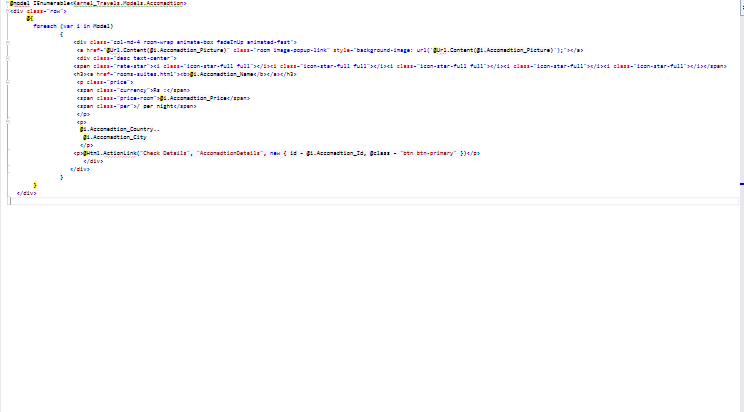 @model IEnumerable<Kernel_Travels.Models.Accomadtion>
<div class="row">
@{
foreach (var i in Model)
{
<div class="col-md-4 room-wrap animate-box fadeInUp animated-fast">
<a href="@Url.Content(@i.Accomadtion_Picture)" class="room image-popup-link" style="background-image: url('@Url.Content(@i.Accomadtion_Picture)');"></a>
<div class="desc text-center">
<span class="rate-star"><i class="icon-star-full full"></i><i class="icon-star-full full"></i><i class="icon-star-full full"></i><i class="icon-star-full full"></i><i class="icon-star-full full"></i></span>
<h3><a href="rooms-suites.html"><b>@i.Accomadtion_Name</b></a></h3>
<p class="price">
<span class="currency">Rs :</span>
<span class="price-room">@i.Accomadtion_Price</span>
<span class="per">/ per night</span>
</p>
<p>
@i.Accomadtion_Country..
@i.Accomadtion_City
</p>
<p>@Html.ActionLink("Check Details", "AccomadtionDetails", new { id = @i.Accomadtion_Id, @class = "btn btn-primary" })</p>
</div>
</div>
}
}
</div>